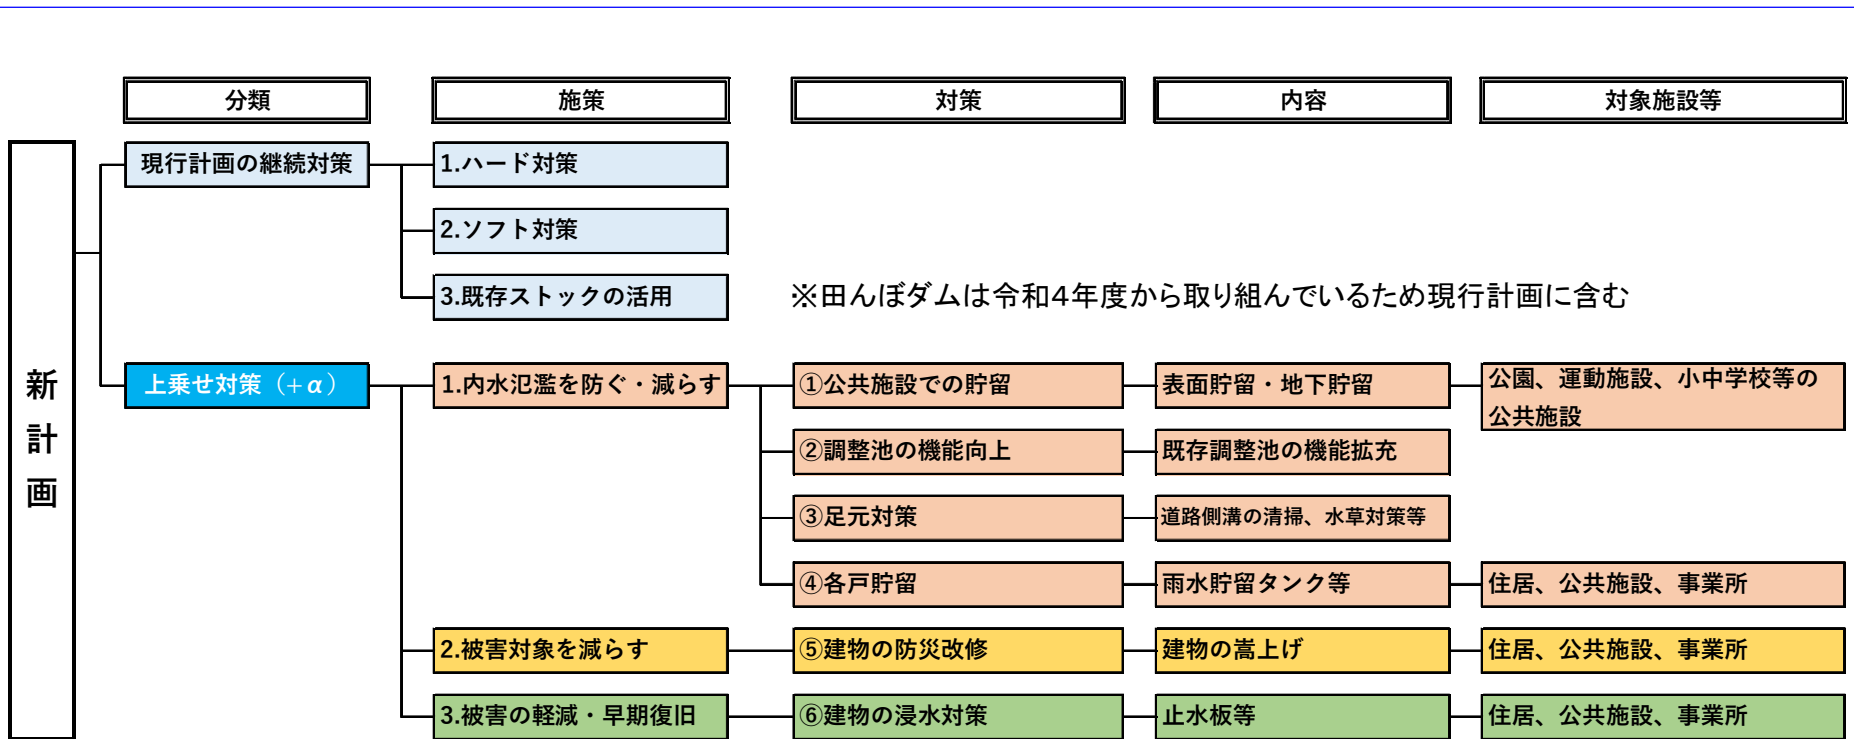 分類
施策
対策
内容
対象施設等
新計画
現行計画の継続対策
1.ハード対策
2.ソフト対策
3.既存ストックの活用
※田んぼダムは令和4年度から取り組んでいるため現行計画に含む
上乗せ対策（+α）
1.内水氾濫を防ぐ・減らす
①公共施設での貯留
表面貯留・地下貯留
公園、運動施設、小中学校等の
公共施設
②調整池の機能向上
既存調整池の機能拡充
③足元対策
道路側溝の清掃、水草対策等
④各戸貯留
雨水貯留タンク等
住居、公共施設、事業所
2.被害対象を減らす
⑤建物の防災改修
建物の嵩上げ
住居、公共施設、事業所
3.被害の軽減・早期復旧
⑥建物の浸水対策
止水板等
住居、公共施設、事業所